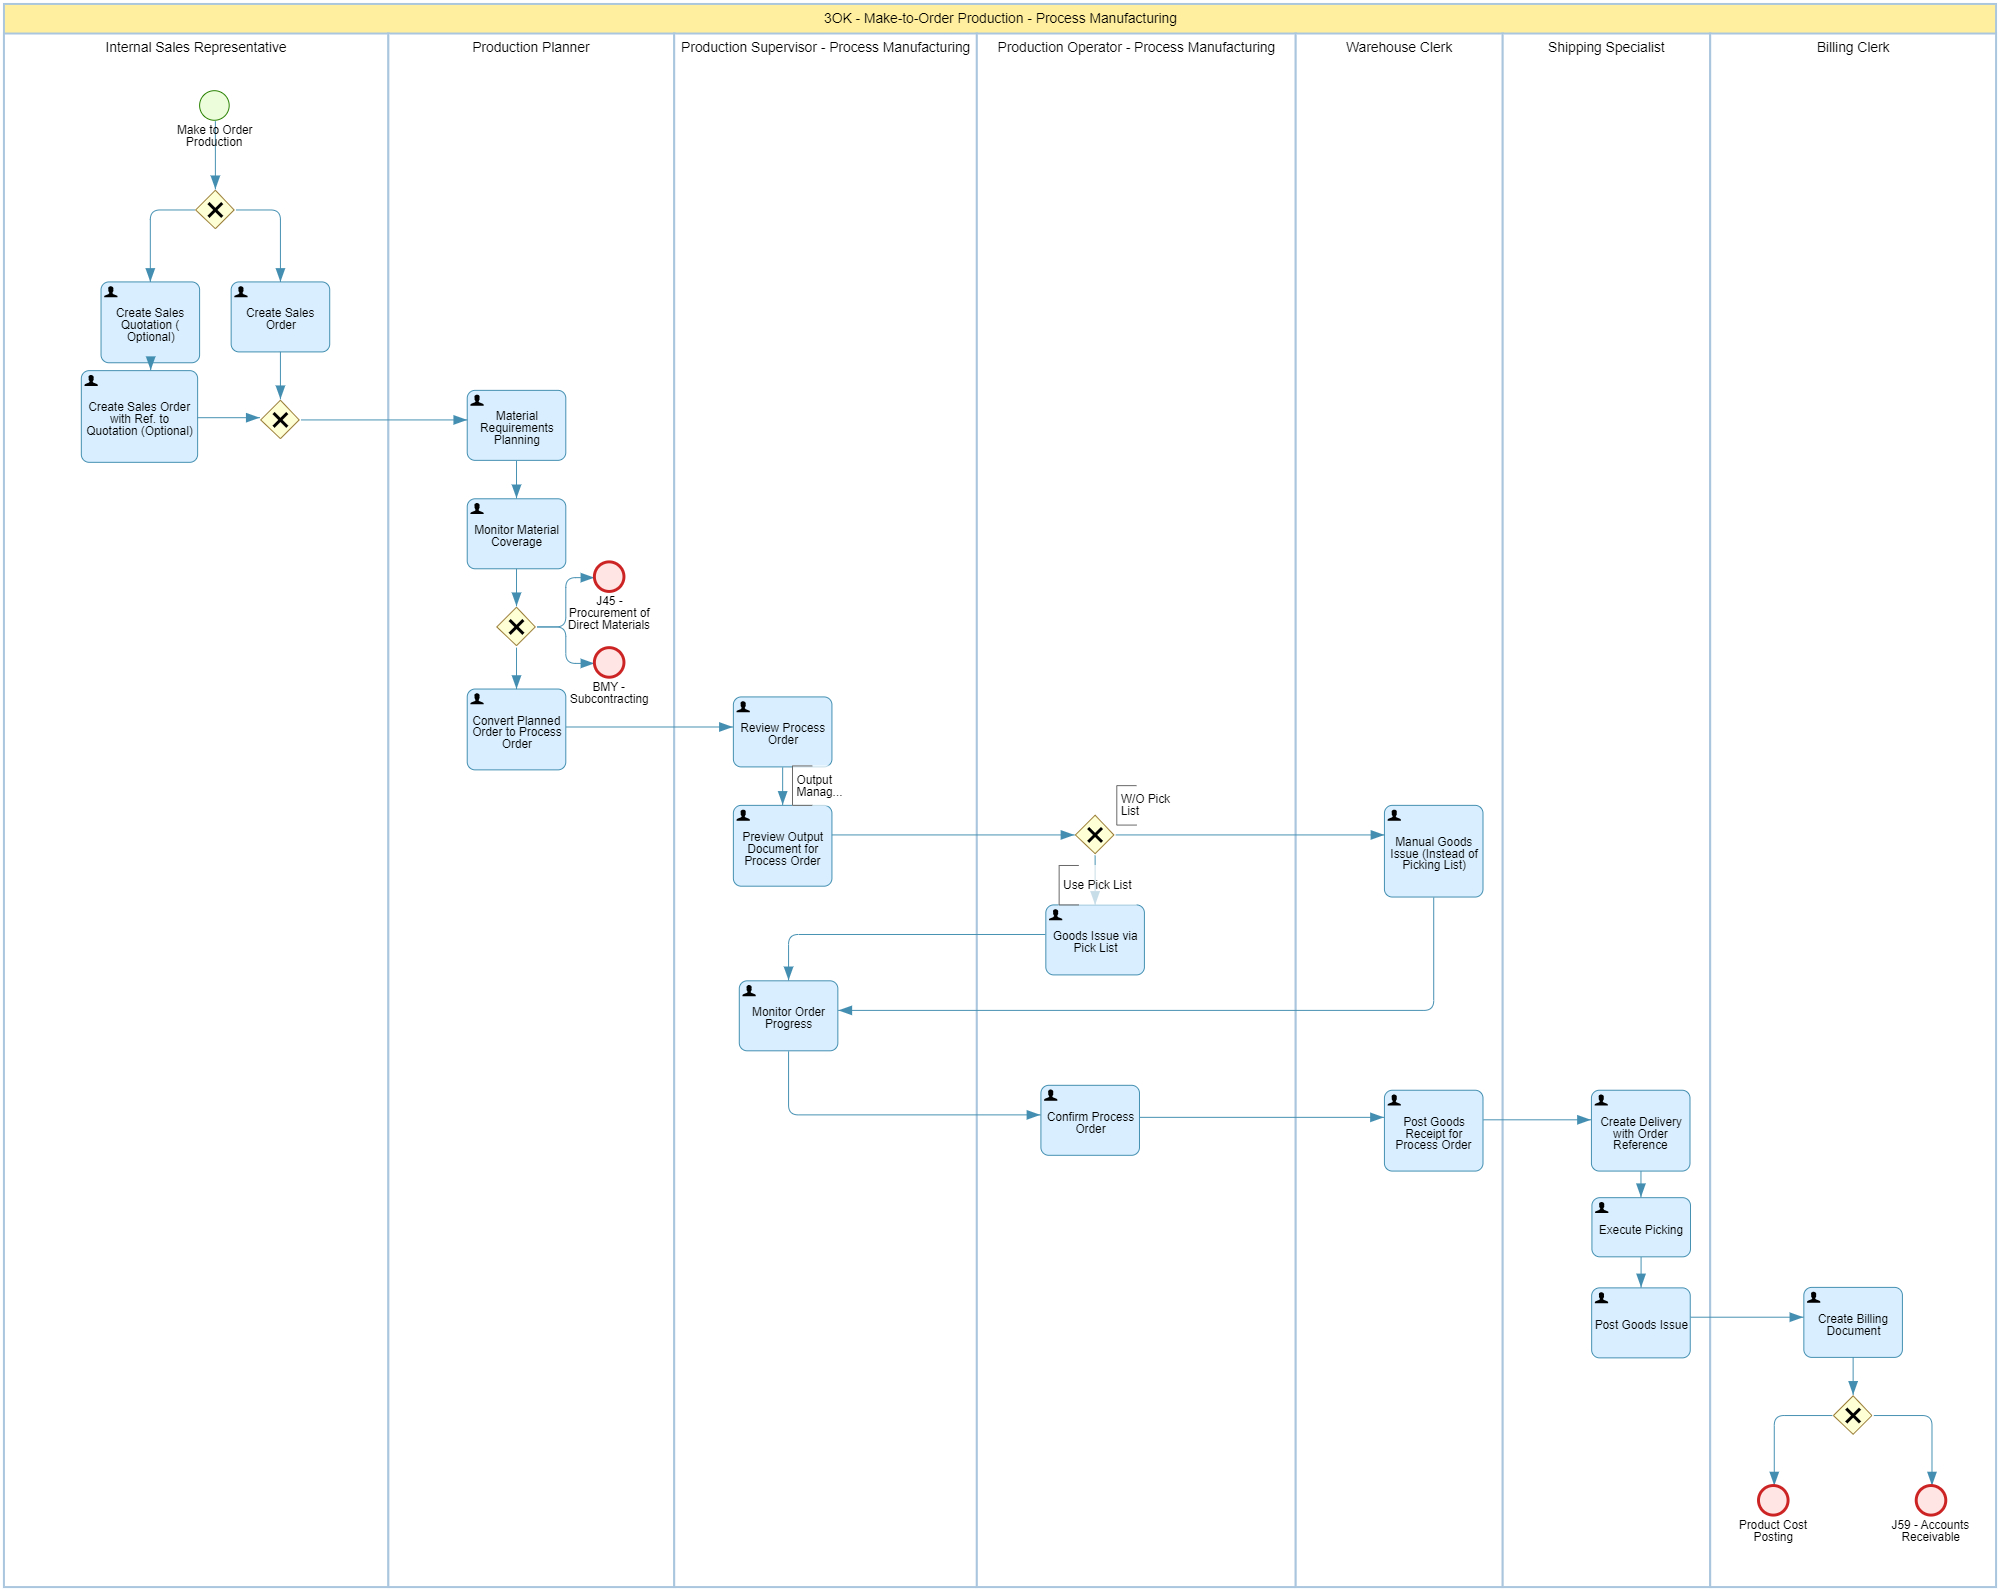 3OK - Make-to-Order Production - Process Manufacturing
Internal Sales Representative
Production Planner
Production Supervisor - Process Manufacturing
Production Operator - Process Manufacturing
Warehouse Clerk
Shipping Specialist
Billing Clerk
Make to Order
Production
Create Sales
Quotation (
Optional)
Create Sales
Order
Create Sales Order
with Ref. to
Quotation (Optional)
Material
Requirements
Planning
Monitor Material
Coverage
J45 -
Procurement of
Direct Materials
BMY -
Subcontracting
Convert Planned
Order to Process
Order
Review Process
Order
Output
Manag...
Preview Output
Document for
Process Order
W/O Pick
List
Use Pick List
Manual Goods
Issue (Instead of
Picking List)
Goods Issue via
Pick List
Monitor Order
Progress
Confirm Process
Order
Post Goods
Receipt for
Process Order
Create Delivery
with Order
Reference
Execute Picking
Post Goods Issue
Create Billing
Document
Product Cost
Posting
J59 - Accounts
Receivable